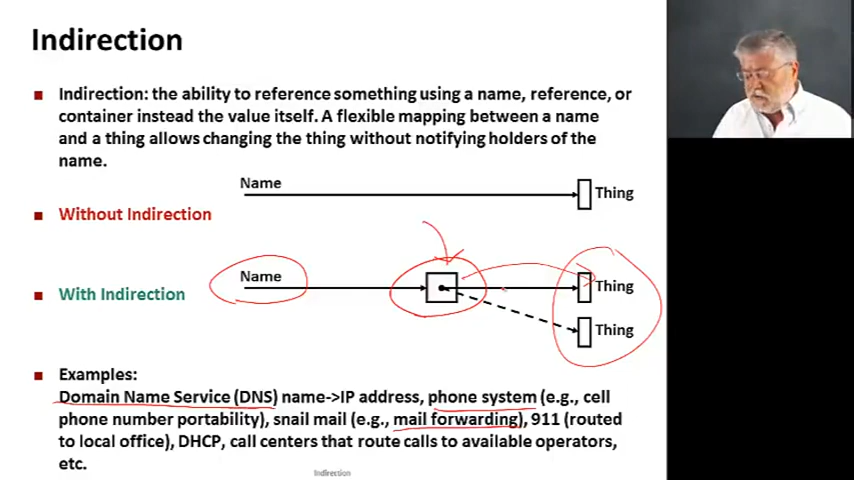 Indirection
Indirection: the ability to reference something using a name, reference, or
container instead the value itself. A flexible mapping between a name
and a thing allows changing the thing without notifying holders of the
name.
Name
Thing
Without Indirection
Name
Thing
With Indirection
Thing
Examples:
Domain Name Service (DNS) name->IP address, phone system (e.g., cell
phone number portability), snail mail (e.g., mail forwarding), 911 (routed
to local office), DHCP, call centers that route calls to available operators,
etc.
Indirection